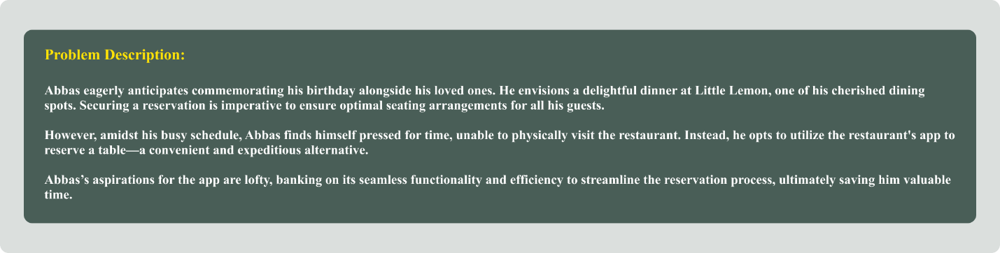 Problem Description:
Abbas eagerly anticipates commemorating his birthday alongside his loved ones. He envisions a delightful dinner at Little Lemon, one of his cherished dining
spots. Securing a reservation is imperative to ensure optimal seating arrangements for all his guests.
However, amidst his busy schedule, Abbas finds himself pressed for time, unable to physically visit the restaurant. Instead, he opts to utilize the restaurant's app to
reserve a table—a convenient and expeditious alternative.
Abbas’s aspirations for the app are lofty, banking on its seamless functionality and efficiency to streamline the reservation process, ultimately saving him valuable
time.